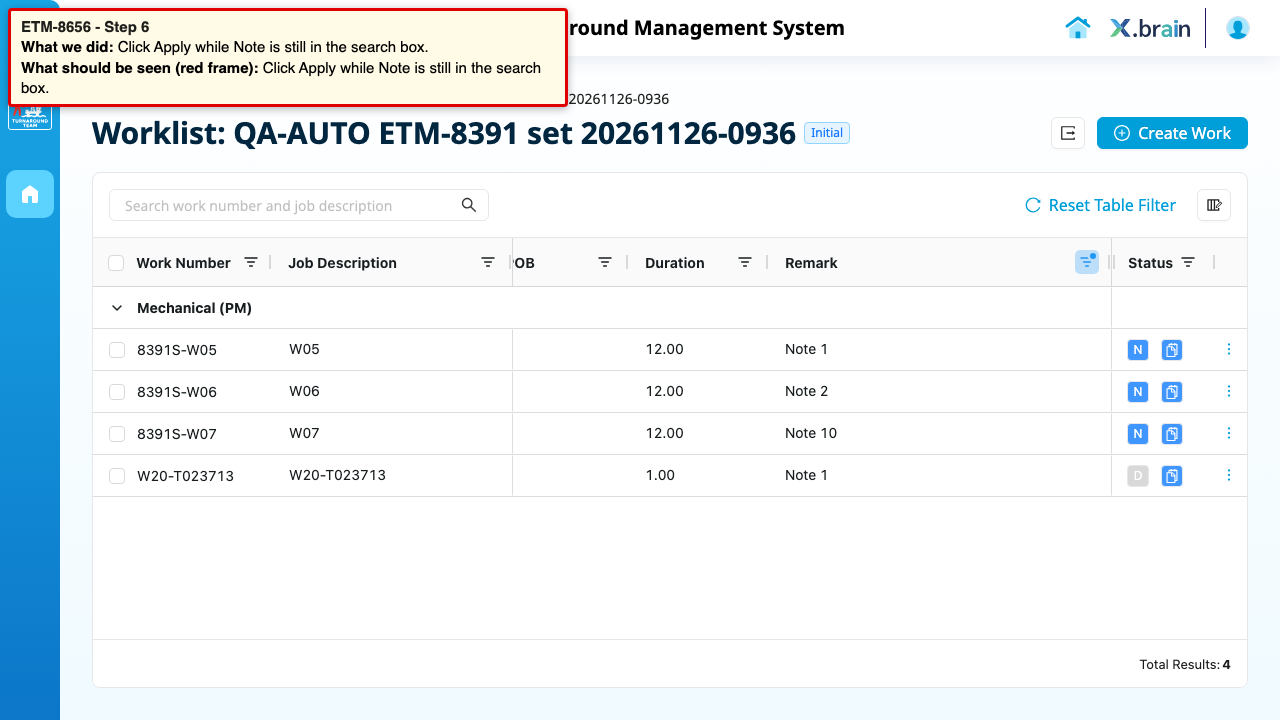 ETM-8656 - Step 6
What we did: Click Apply while Note is still in the search box.
What should be seen (red frame): Click Apply while Note is still in the search
box.
round Management System
X.brain
TURNAROUND
TEAM
20261126-0936
Worklist: QA-AUTO ETM-8391 set 20261126-0936
Initial
Create Work
Search work number and job description
Reset Table Filter
Work Number Job Description OB Duration Remark Status
Mechanical (PM)
8391S-W05 W05 12.00 Note 1 N
8391S-W06 W06 12.00 Note 2 N
8391S-W07 W07 12.00 Note 10 N
W20-T023713 W20-T023713 1.00 Note 1 D
Total Results: 4